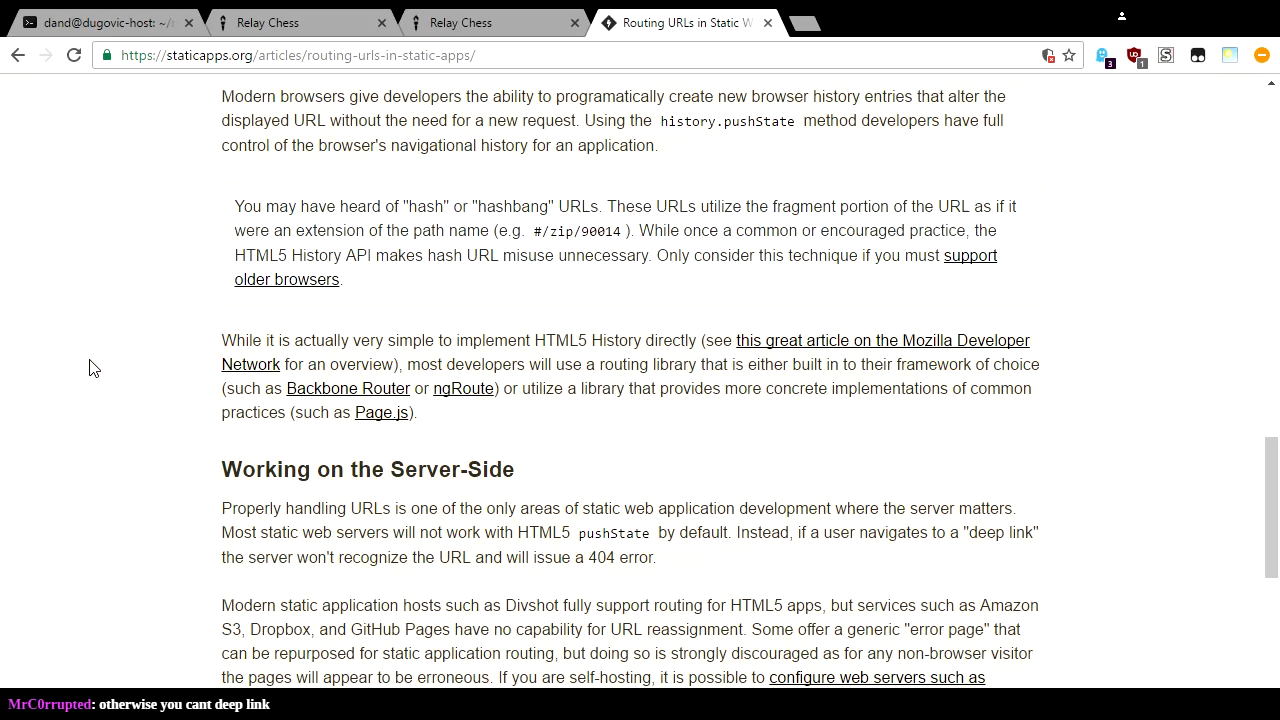 dand@dugovic-host: ~/r
Relay Chess
Relay Chess
Routing URLs in Static W
https://staticapps.org/articles/routing-urls-in-static-apps/
3
1
S
Modern browsers give developers the ability to programatically create new browser history entries that alter the
displayed URL without the need for a new request. Using the history.pushState method developers have full
control of the browser's navigational history for an application.
You may have heard of "hash" or "hashbang" URLs. These URLs utilize the fragment portion of the URL as if it
were an extension of the path name (e.g. #/zip/90014 ). While once a common or encouraged practice, the
HTML5 History API makes hash URL misuse unnecessary. Only consider this technique if you must support
older browsers.
While it is actually very simple to implement HTML5 History directly (see this great article on the Mozilla Developer
Network for an overview), most developers will use a routing library that is either built in to their framework of choice
(such as Backbone Router or ngRoute) or utilize a library that provides more concrete implementations of common
practices (such as Page.js).
Working on the Server-Side
Properly handling URLs is one of the only areas of static web application development where the server matters.
Most static web servers will not work with HTML5 pushState by default. Instead, if a user navigates to a "deep link"
the server won't recognize the URL and will issue a 404 error.
Modern static application hosts such as Divshot fully support routing for HTML5 apps, but services such as Amazon
S3, Dropbox, and GitHub Pages have no capability for URL reassignment. Some offer a generic "error page" that
can be repurposed for static application routing, but doing so is strongly discouraged as for any non-browser visitor
the pages will appear to be erroneous. If you are self-hosting, it is possible to configure web servers such as
MrC0rrupted: otherwise you cant deep link